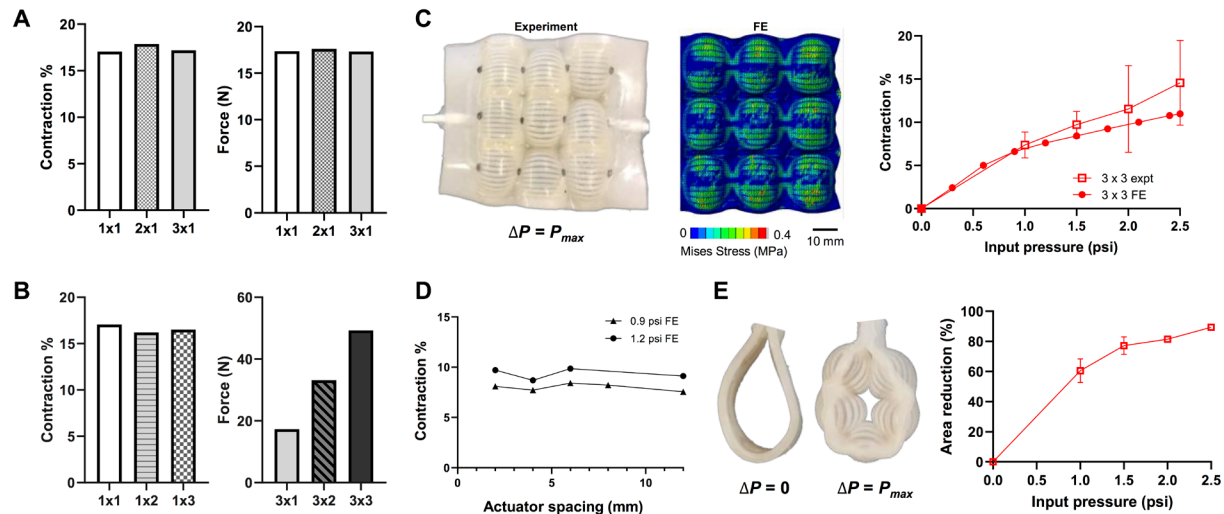 A
Contraction %
20
15
10
5
0
1x1 2x1 3x1
Force (N)
20
15
10
5
0
1x1 2x1 3x1
B
Contraction %
20
15
10
5
0
1x1 1x2 1x3
Force (N)
60
40
20
0
3x1 3x2 3x3
C
Experiment
ΔP = Pmax
FE
0 0.4
Mises Stress (MPa)
10 mm
Contraction %
20
15
10
5
0
3 x 3 expt
3 x 3 FE
0.0 0.5 1.0 1.5 2.0 2.5
Input pressure (psi)
D
Contraction %
15
10
5
0
0.9 psi FE
1.2 psi FE
0 5 10
Actuator spacing (mm)
E
ΔP = 0
ΔP = Pmax
Area reduction (%)
100
80
60
40
20
0
0.0 0.5 1.0 1.5 2.0 2.5
Input pressure (psi)